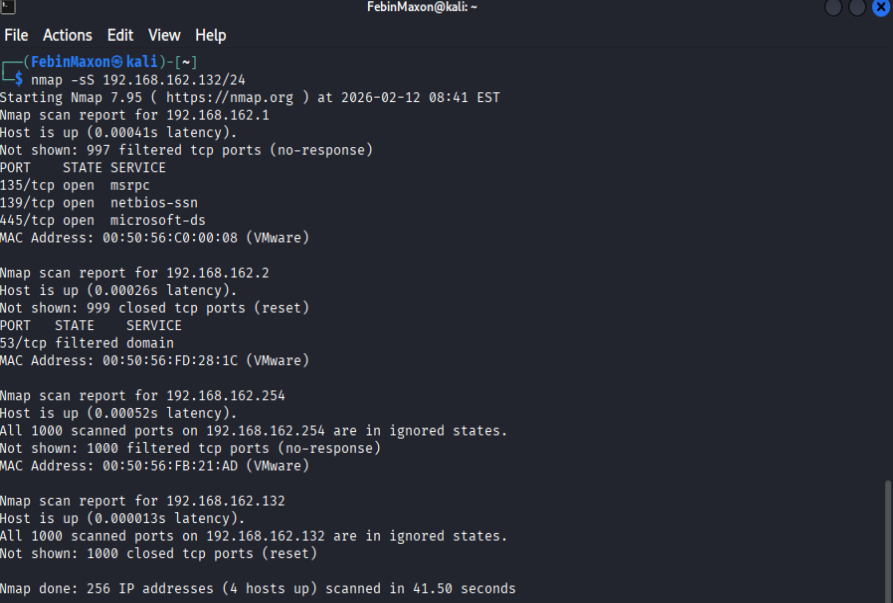 FebinMaxon@kali: ~
File Actions Edit View Help
┌──(FebinMaxon㉿kali)-[~]
└─$ nmap -sS 192.168.162.132/24
Starting Nmap 7.95 ( https://nmap.org ) at 2026-02-12 08:41 EST
Nmap scan report for 192.168.162.1
Host is up (0.00041s latency).
Not shown: 997 filtered tcp ports (no-response)
PORT    STATE SERVICE
135/tcp open  msrpc
139/tcp open  netbios-ssn
445/tcp open  microsoft-ds
MAC Address: 00:50:56:C0:00:08 (VMware)

Nmap scan report for 192.168.162.2
Host is up (0.00026s latency).
Not shown: 999 closed tcp ports (reset)
PORT   STATE    SERVICE
53/tcp filtered domain
MAC Address: 00:50:56:FD:28:1C (VMware)

Nmap scan report for 192.168.162.254
Host is up (0.00052s latency).
All 1000 scanned ports on 192.168.162.254 are in ignored states.
Not shown: 1000 filtered tcp ports (no-response)
MAC Address: 00:50:56:FB:21:AD (VMware)

Nmap scan report for 192.168.162.132
Host is up (0.000013s latency).
All 1000 scanned ports on 192.168.162.132 are in ignored states.
Not shown: 1000 closed tcp ports (reset)

Nmap done: 256 IP addresses (4 hosts up) scanned in 41.50 seconds